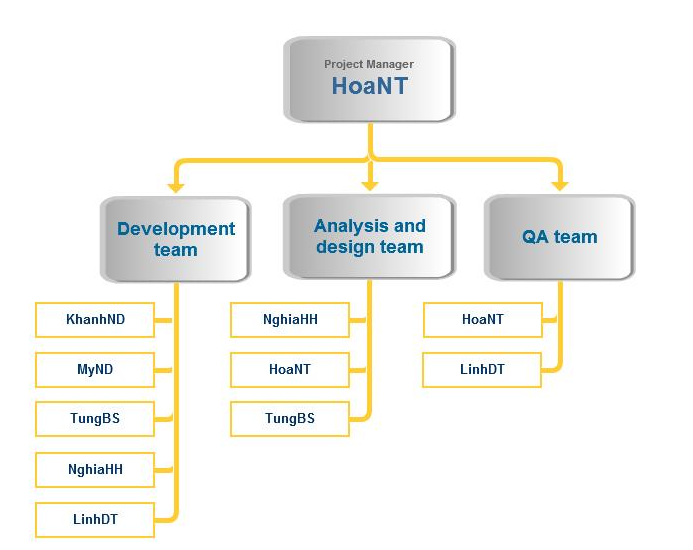 Project Manager
HoaNT
Development
team
Analysis and
design team
QA team
KhanhND
MyND
TungBS
NghiaHH
LinhDT
NghiaHH
HoaNT
TungBS
HoaNT
LinhDT